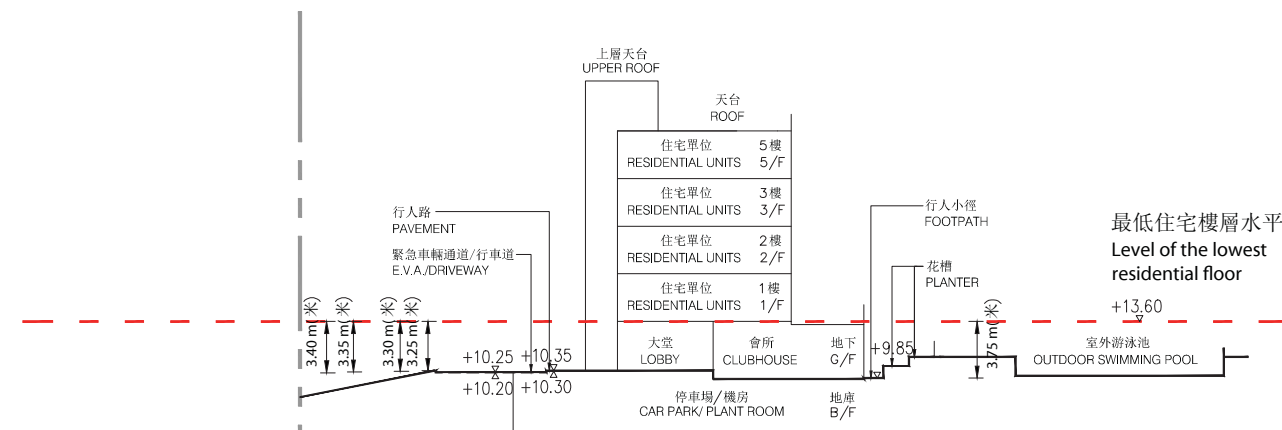 上層天台
UPPER ROOF
天台
ROOF
住宅單位 5樓
RESIDENTIAL UNITS 5/F
住宅單位 3樓
RESIDENTIAL UNITS 3/F
住宅單位 2樓
RESIDENTIAL UNITS 2/F
住宅單位 1樓
RESIDENTIAL UNITS 1/F
行人路
PAVEMENT
緊急車輛通道/行車道
E.V.A./DRIVEWAY
行人小徑
FOOTPATH
花槽
PLANTER
最低住宅樓層水平
Level of the lowest
residential floor
+13.60
3.40 m(米)
3.35 m(米)
3.30 m(米)
3.25 m(米)
+10.25 +10.35
+10.20 +10.30
大堂
LOBBY
會所 地下
CLUBHOUSE G/F
+9.85
3.75 m(米)
室外游泳池
OUTDOOR SWIMMING POOL
停車場/機房 地庫
CAR PARK/ PLANT ROOM B/F